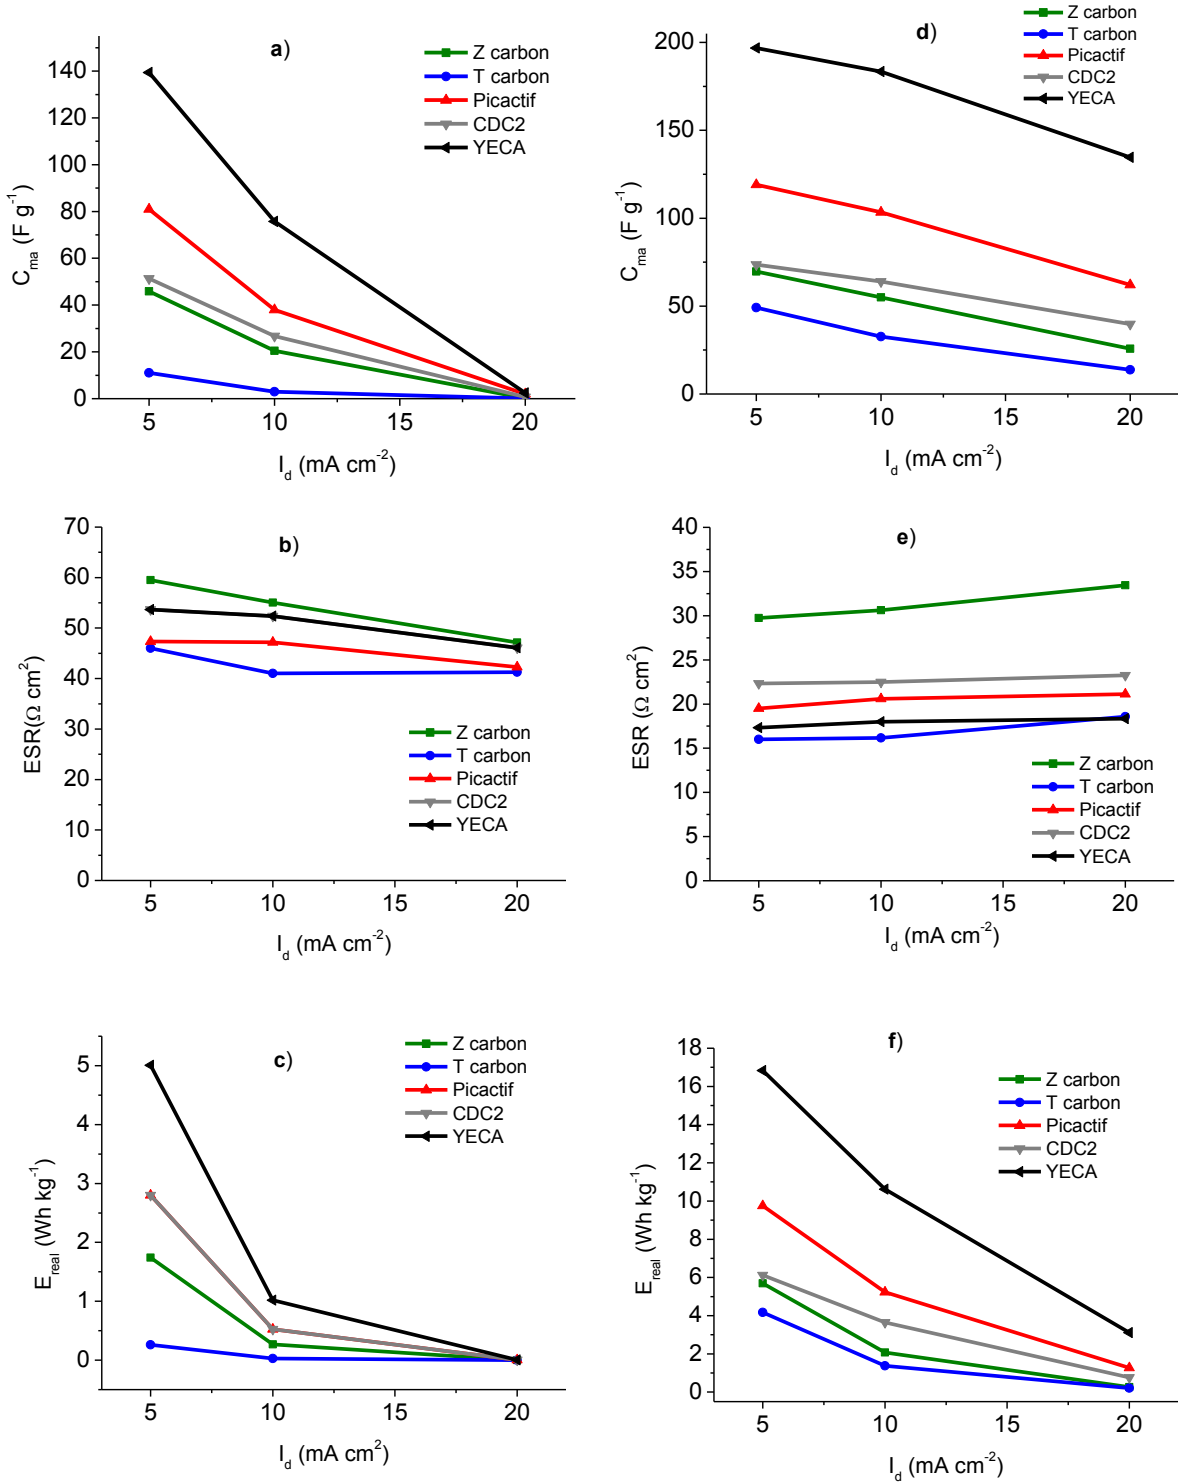 a)
Z carbon
T carbon
Picactif
CDC2
YECA
140
120
100
80
60
40
20
0
C_ma (F g^-1)
5 10 15 20
I_d (mA cm^-2)
d)
Z carbon
T carbon
Picactif
CDC2
YECA
200
150
100
50
0
C_ma (F g^-1)
5 10 15 20
I_d (mA cm^-2)
b)
70
60
50
40
30
20
10
0
ESR(Ω cm^2)
Z carbon
T carbon
Picactif
CDC2
YECA
5 10 15 20
I_d (mA cm^-2)
e)
40
35
30
25
20
15
10
5
0
ESR (Ω cm^2)
Z carbon
T carbon
Picactif
CDC2
YECA
5 10 15 20
I_d (mA cm^-2)
c)
Z carbon
T carbon
Picactif
CDC2
YECA
5
4
3
2
1
0
E_real (Wh kg^-1)
5 10 15 20
I_d (mA cm^2)
f)
Z carbon
T carbon
Picactif
CDC2
YECA
18
16
14
12
10
8
6
4
2
0
E_real (Wh kg^-1)
5 10 15 20
I_d (mA cm^-2)